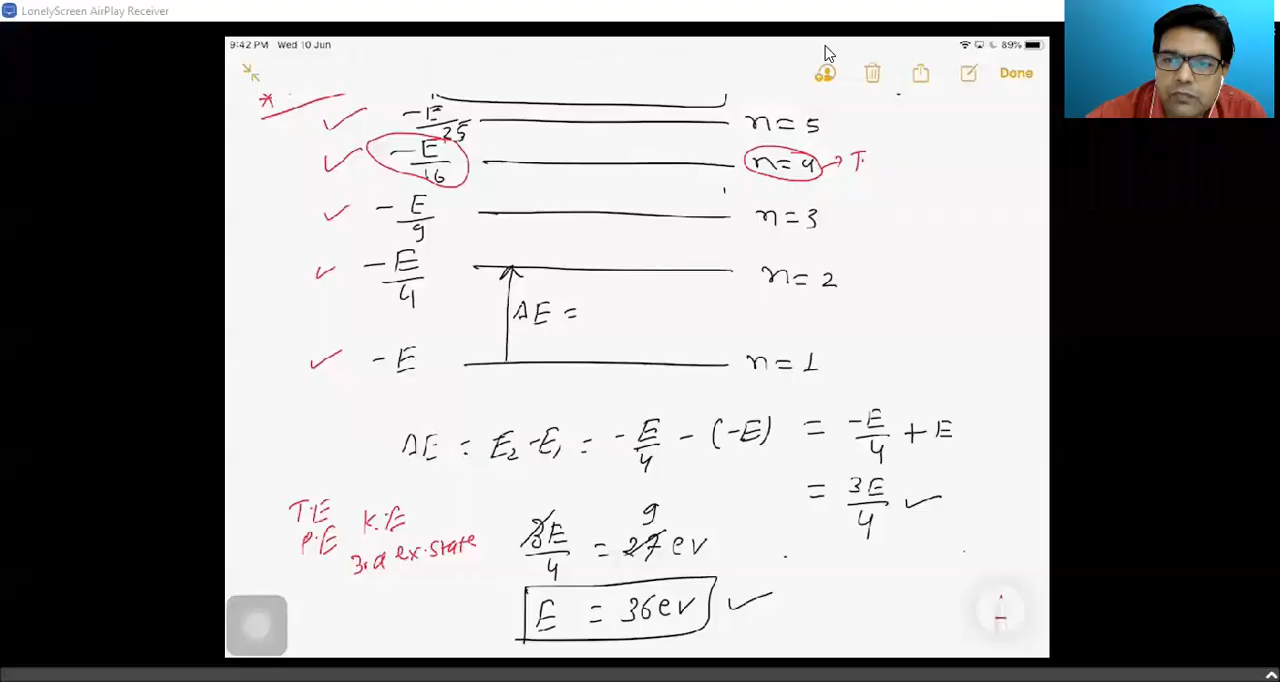 LonelyScreen AirPlay Receiver
9:42 PM Wed 10 Jun
89%
Done
*
-E/25 n = 5
-E/16 n = 4 → T.
-E/9 n = 3
-E/4 n = 2
ΔE =
-E n = 1
ΔE = E₂ - E₁ = -E/4 - (-E) = -E/4 + E
= 3E/4 ✓
T.E
P.E K.E
3rd ex. state
9
3E/4 = 27 ev
E = 36 ev ✓